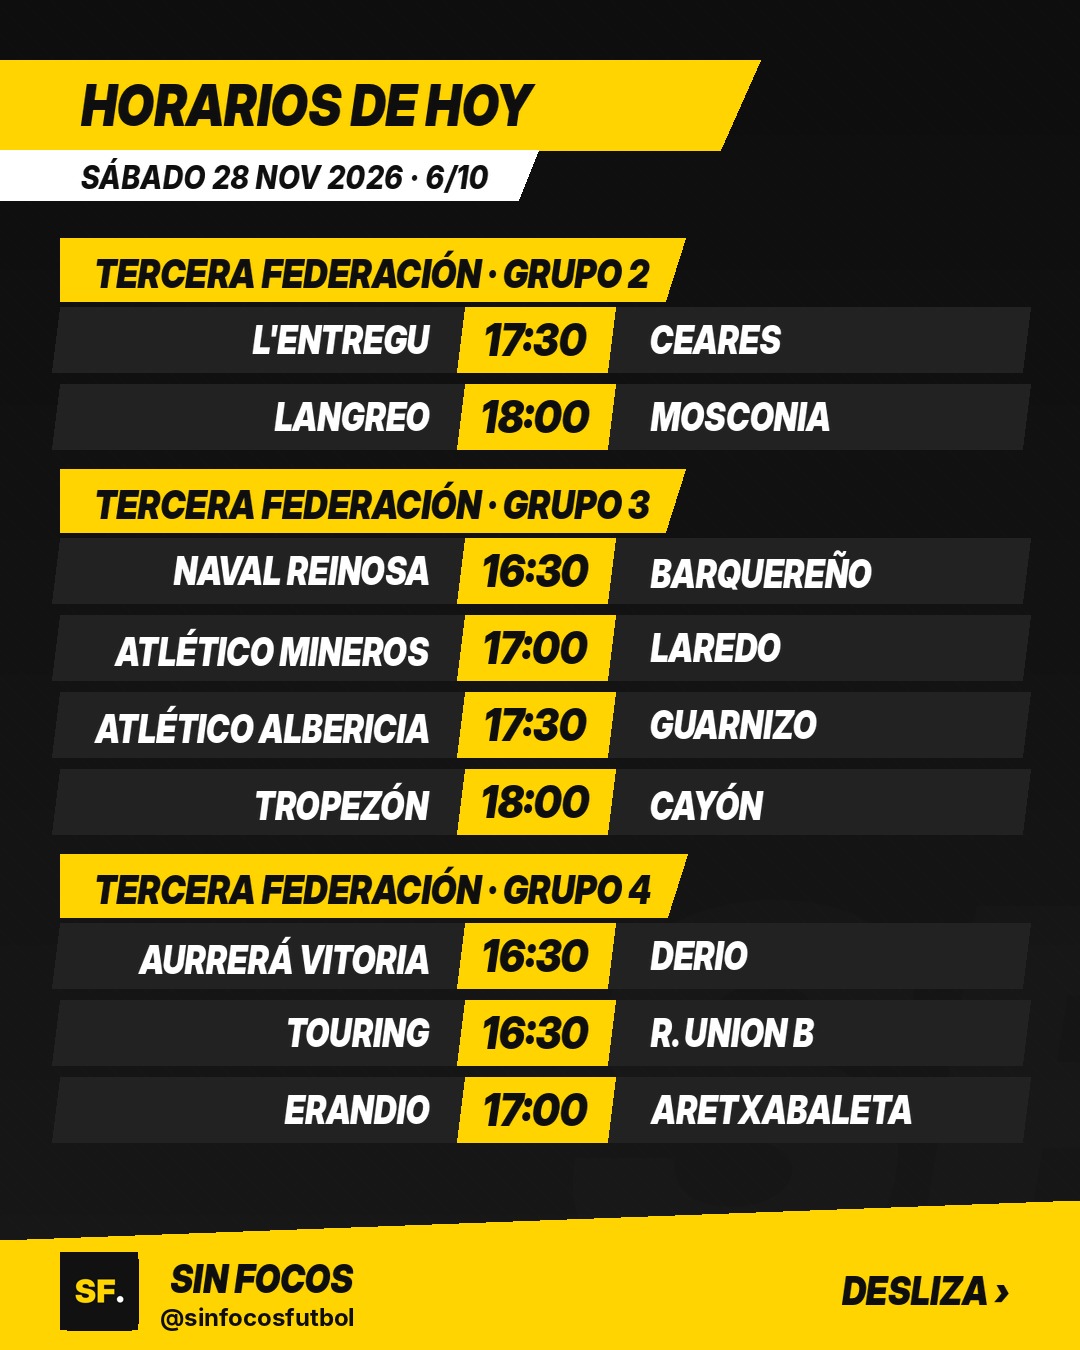 HORARIOS DE HOY
SÁBADO 28 NOV 2026 · 6/10
TERCERA FEDERACIÓN · GRUPO 2
L'ENTREGU 17:30 CEARES
LANGREO 18:00 MOSCONIA
TERCERA FEDERACIÓN · GRUPO 3
NAVAL REINOSA 16:30 BARQUEREÑO
ATLÉTICO MINEROS 17:00 LAREDO
ATLÉTICO ALBERICIA 17:30 GUARNIZO
TROPEZÓN 18:00 CAYÓN
TERCERA FEDERACIÓN · GRUPO 4
AURRERÁ VITORIA 16:30 DERIO
TOURING 16:30 R. UNION B
ERANDIO 17:00 ARETXABALETA
SF.
SIN FOCOS
@sinfocosfutbol
DESLIZA ›